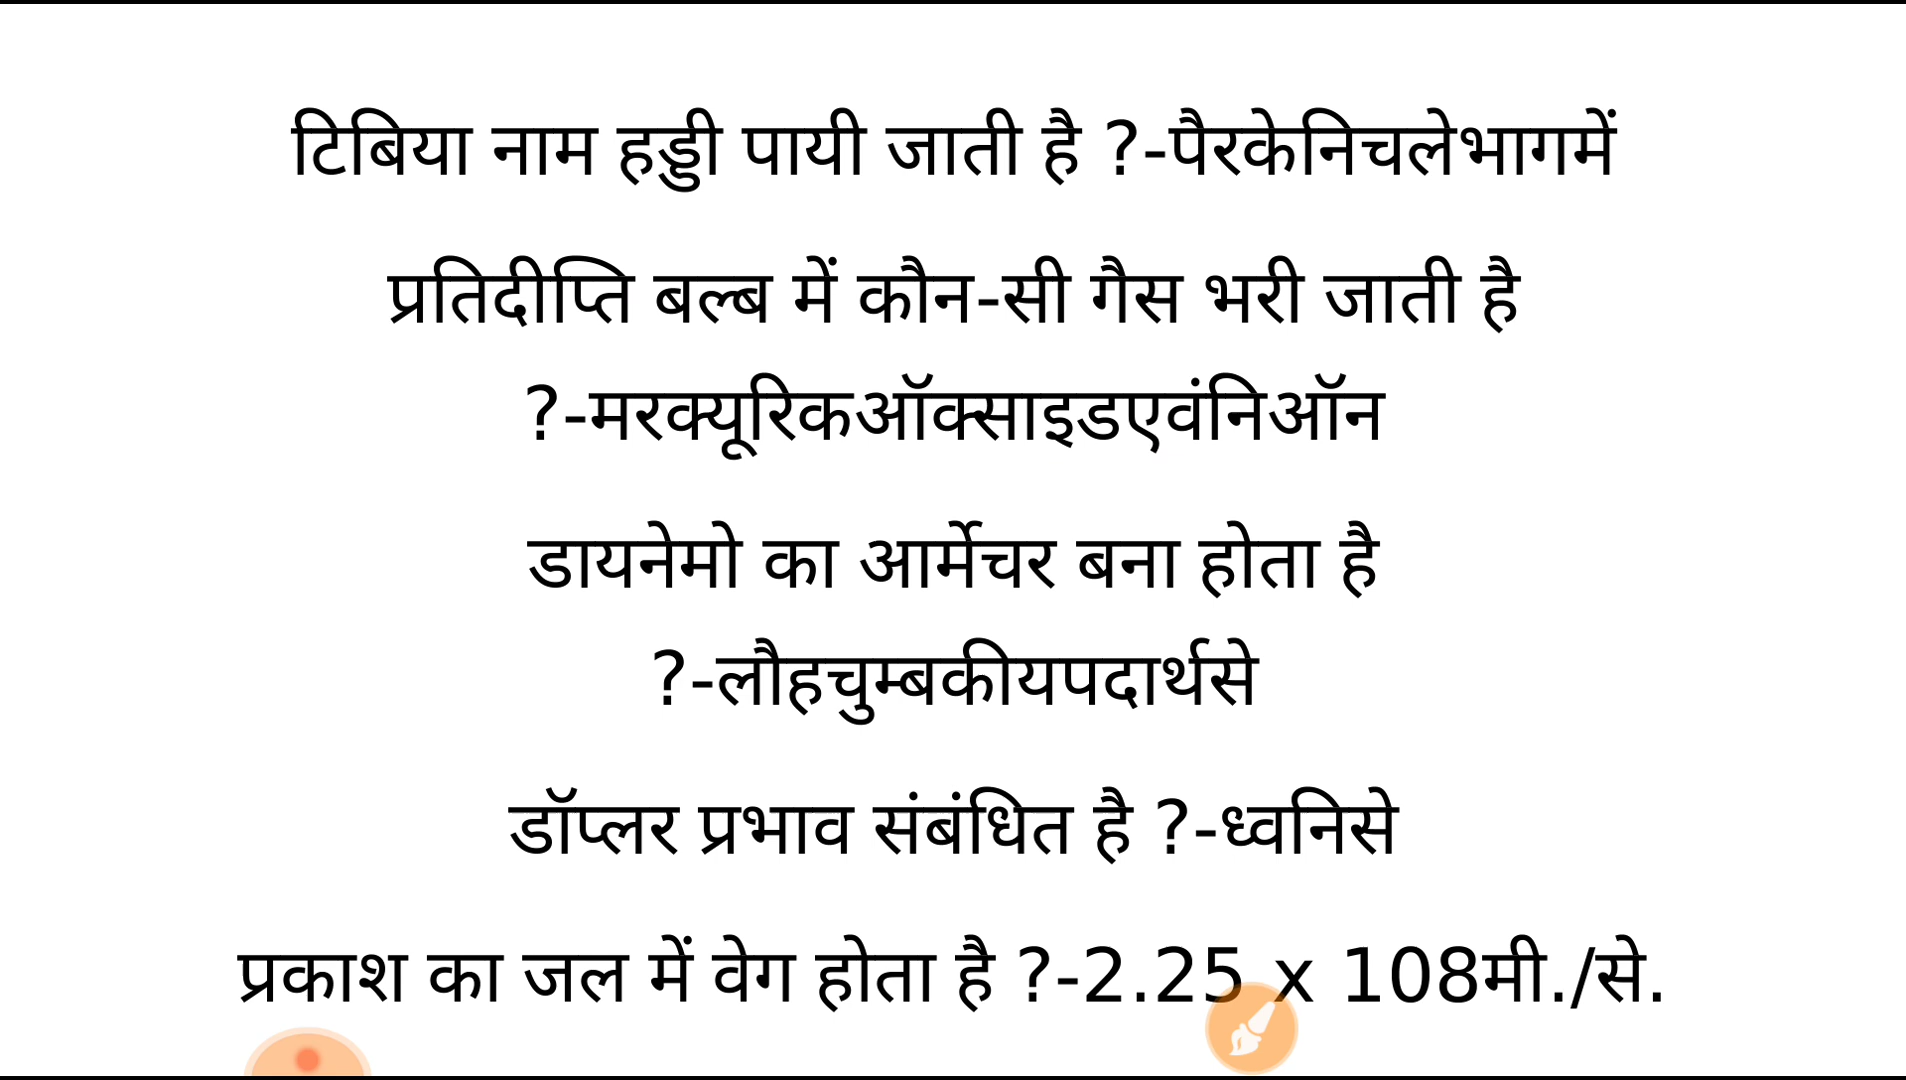 टिबिया नाम हड्डी पायी जाती है ?-पैरकेनिचलेभागमें
प्रतिदीप्ति बल्ब में कौन-सी गैस भरी जाती है
?-मरक्यूरिकऑक्साइडएवंनिऑन
डायनेमो का आर्मेचर बना होता है
?-लौहचुम्बकीयपदार्थसे
डॉप्लर प्रभाव संबंधित है ?-ध्वनिसे
प्रकाश का जल में वेग होता है ?-2.25 x 108मी./से.